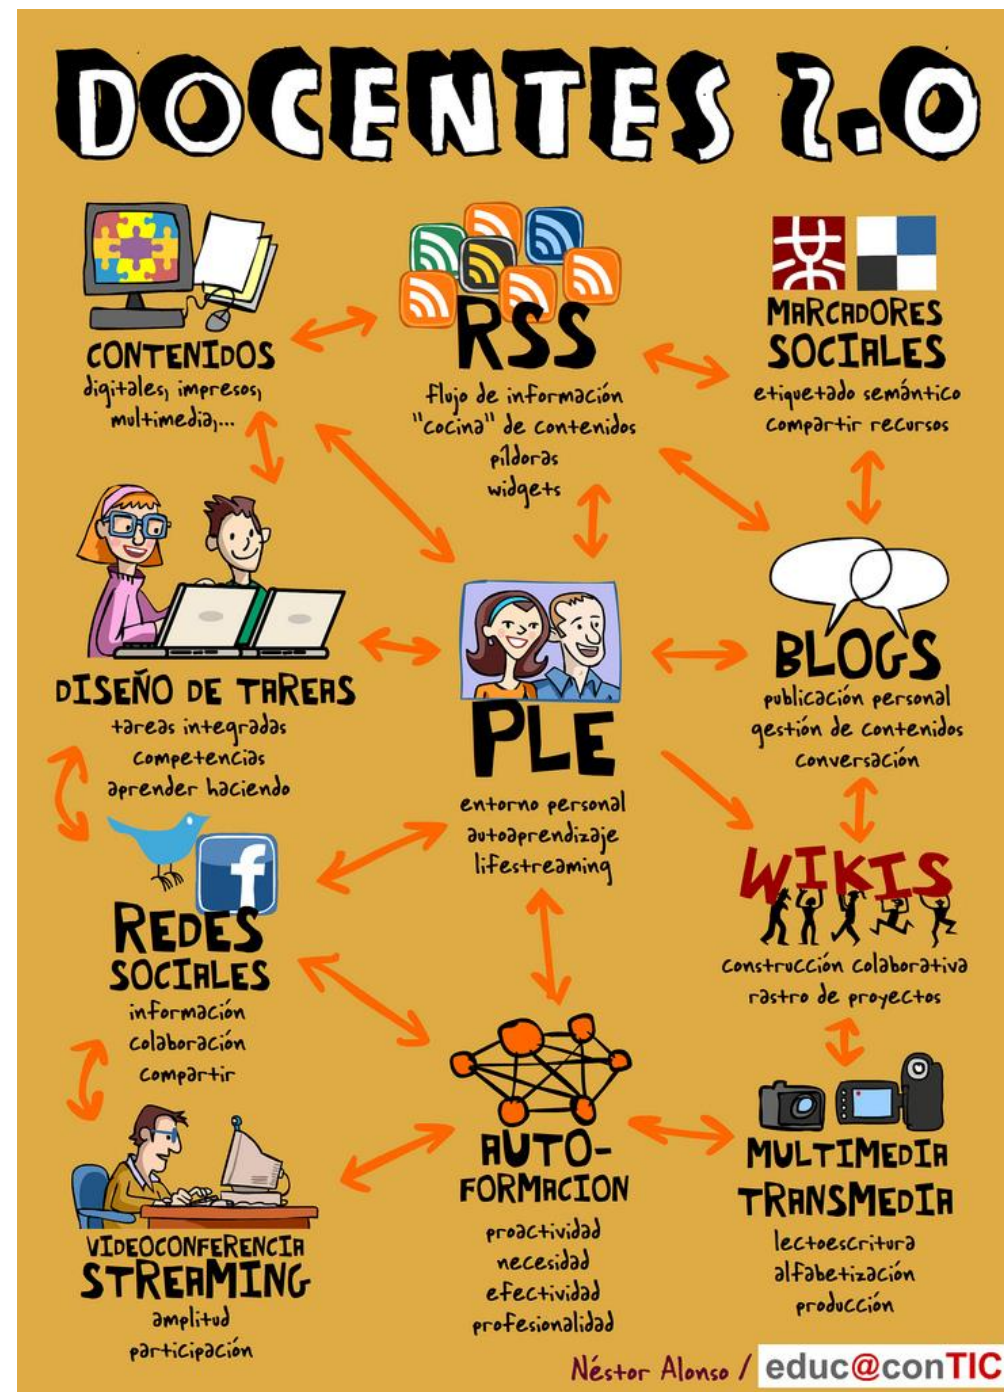 DOCENTES 2.0
CONTENIDOS
digitales, impresos,
multimedia,...
RSS
flujo de información
"cocina" de contenidos
píldoras
widgets
MARCADORES
SOCIALES
etiquetado semántico
compartir recursos
DISEÑO DE TAREAS
tareas integradas
competencias
aprender haciendo
PLE
entorno personal
autoaprendizaje
lifestreaming
BLOGS
publicación personal
gestión de contenidos
conversación
f
REDES
SOCIALES
información
colaboración
compartir
WIKIS
construcción colaborativa
rastro de proyectos
VIDEOCONFERENCIA
STREAMING
amplitud
participación
AUTO-
FORMACION
proactividad
necesidad
efectividad
profesionalidad
MULTIMEDIA
TRANSMEDIA
lectoescritura
alfabetización
producción
Néstor Alonso / educ@conTIC